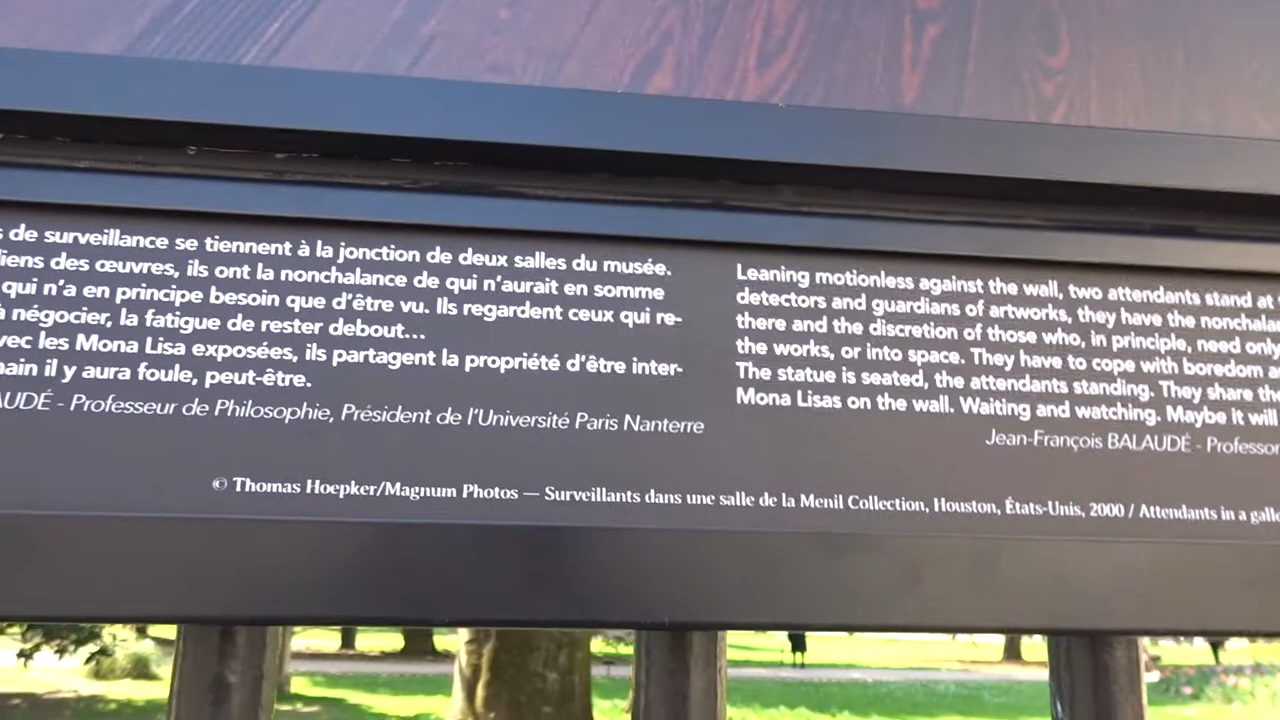 de surveillance se tiennent à la jonction de deux salles du musée.
des œuvres, ils ont la nonchalance de qui n'aurait en somme
qui n'a en principe besoin que d'être vu. Ils regardent ceux qui re-
à négocier, la fatigue de rester debout...
les Mona Lisa exposées, ils partagent la propriété d'être inter-
il y aura foule, peut-être.
- Professeur de Philosophie, Président de l'Université Paris Nanterre
Leaning motionless against the wall, two attendants stand at
detectors and guardians of artworks, they have the
there and the discretion of those who, in principle, need only
the works, or into space. They have to cope with boredom
The statue is seated, the attendants standing. They share the
Mona Lisas on the wall. Waiting and watching. Maybe it will
Jean-François BALAUDÉ - Professor
© Thomas Hoepker/Magnum Photos — Surveillants dans une salle de la Menil Collection, Houston, États-Unis, 2000 / Attendants in a